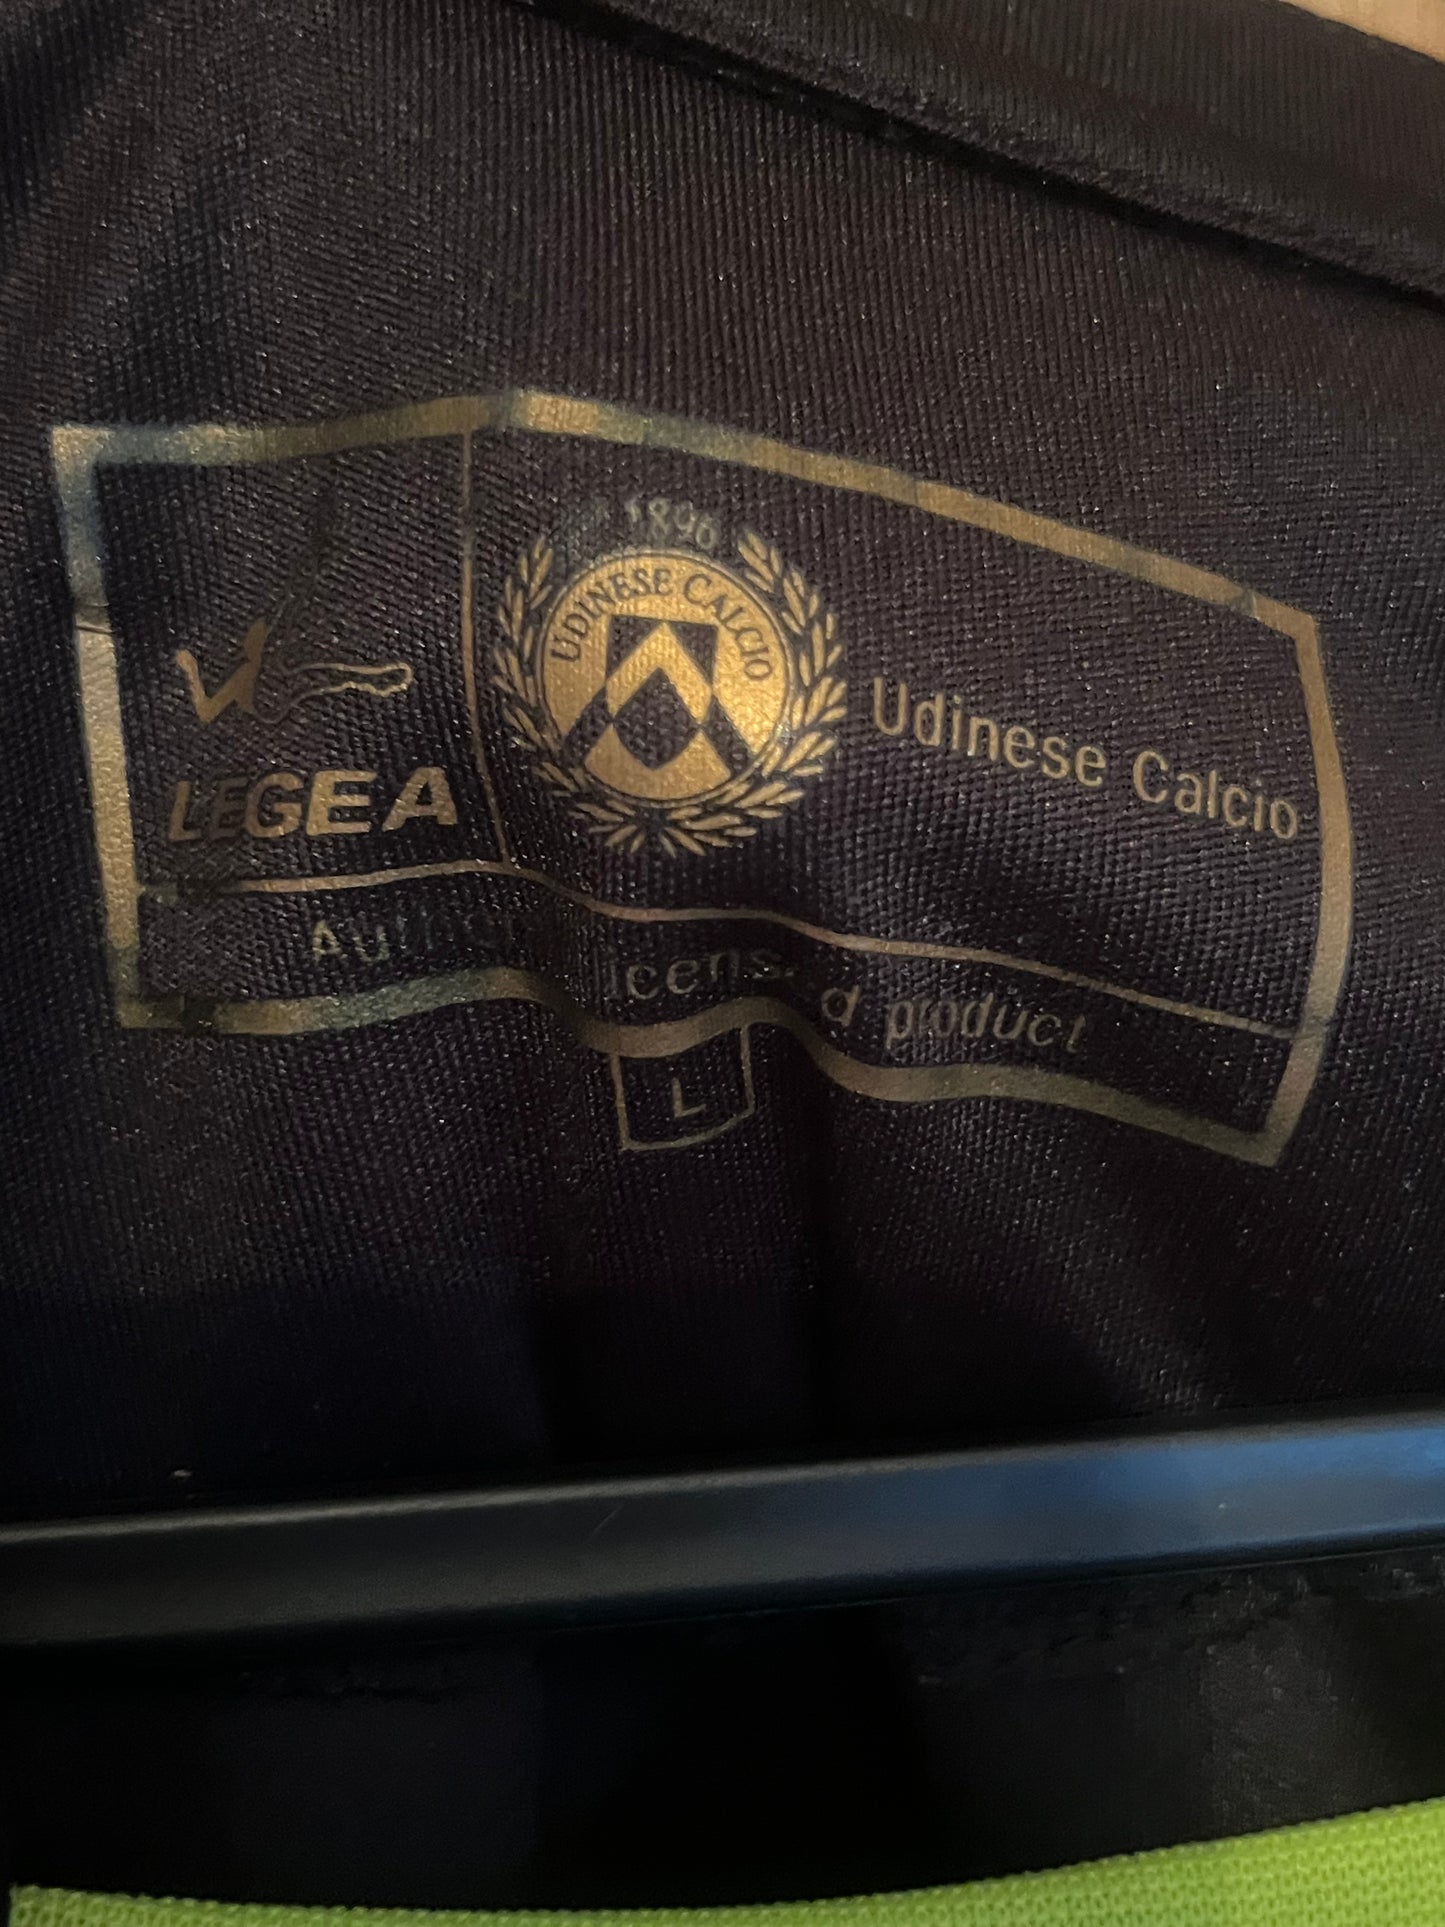 1896
UDINESE CALCIO
LEGEA
Udinese Calcio
product
L